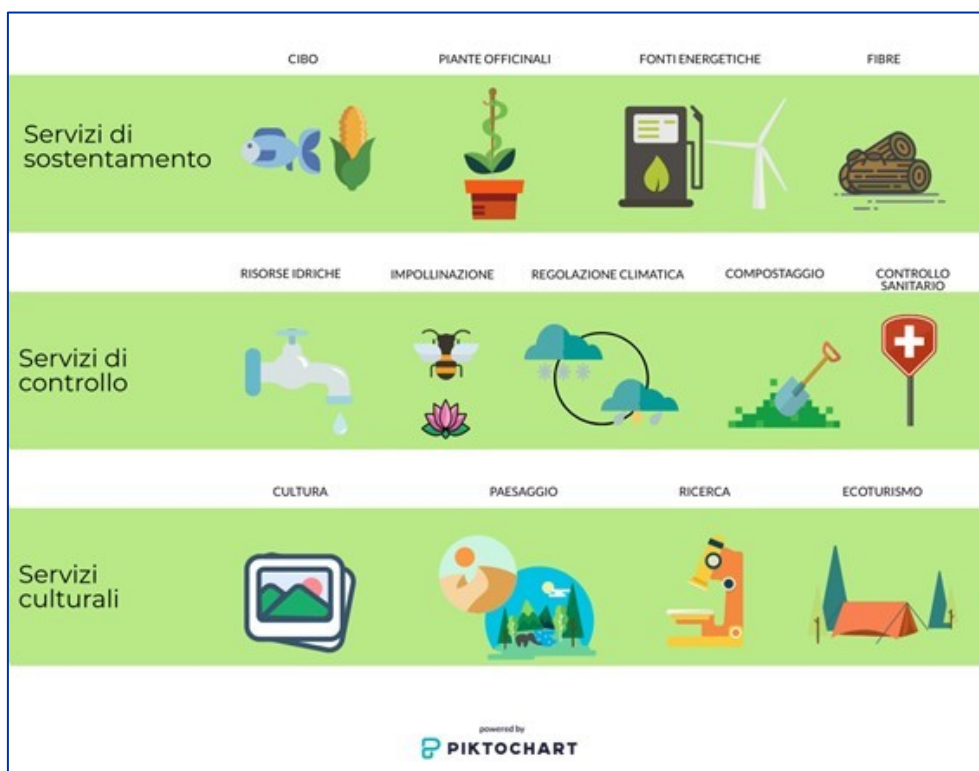 CIBO
PIANTE OFFICINALI
FONTI ENERGETICHE
FIBRE
Servizi di
sostentamento
RISORSE IDRICHE
IMPOLLINAZIONE
REGOLAZIONE CLIMATICA
COMPOSTAGGIO
CONTROLLO
SANITARIO
Servizi di
controllo
CULTURA
PAESAGGIO
RICERCA
ECOTURISMO
Servizi
culturali
powered by
PIKTOCHART